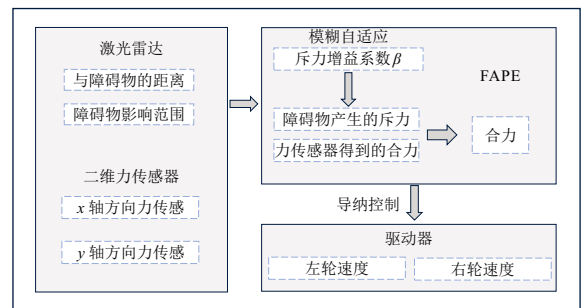 激光雷达
与障碍物的距离
障碍物影响范围
二维力传感器
x 轴方向力传感
y 轴方向力传感
模糊自适应
斥力增益系数 β
FAPE
障碍物产生的斥力
力传感器得到的合力
合力
导纳控制
驱动器
左轮速度
右轮速度